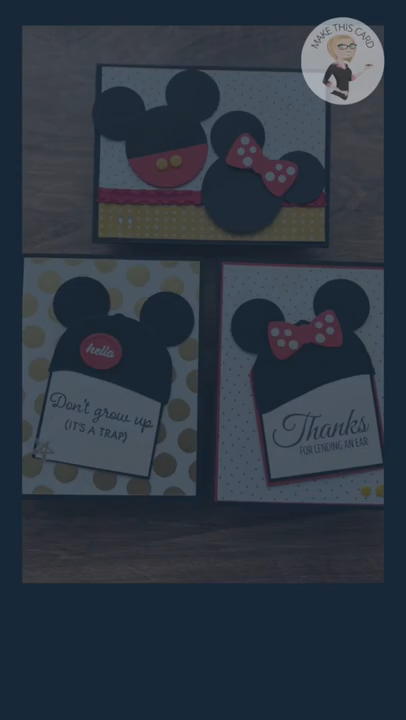 MAKE THIS CARD
hello
Don't grow up
(IT'S A TRAP)
Thanks
FOR LENDING AN EAR